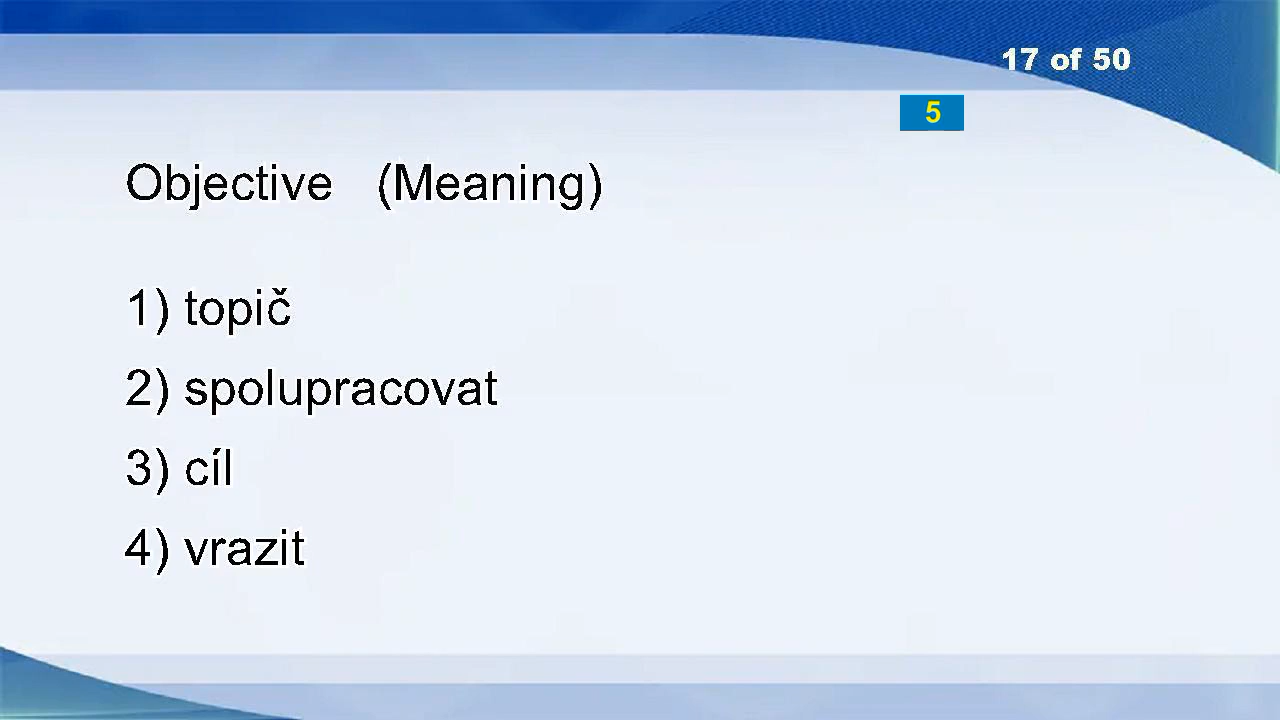 17 of 50
5
Objective (Meaning)
1) topič
2) spolupracovat
3) cíl
4) vrazit